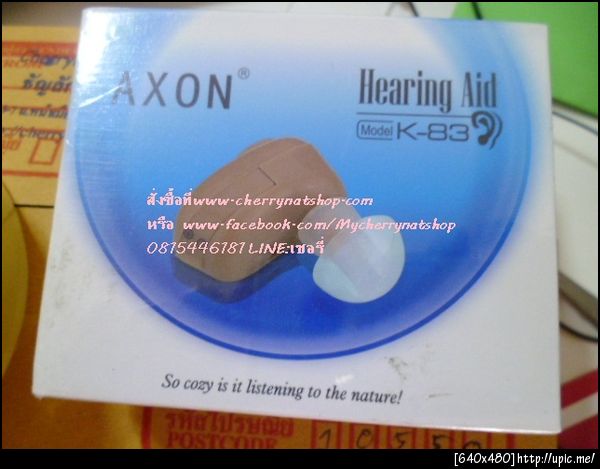 AXON®
Hearing Aid
Model K-83
สั่งซื้อที่www.cherrynatshop.com
หรือ www.facebook.com/Mycherrynatshop
0815446181 LINE:เชอรี่
So cozy is it listening to the nature!
รหัสไปรษณีย์
POSTCODE
[640x480]http://upic.me/